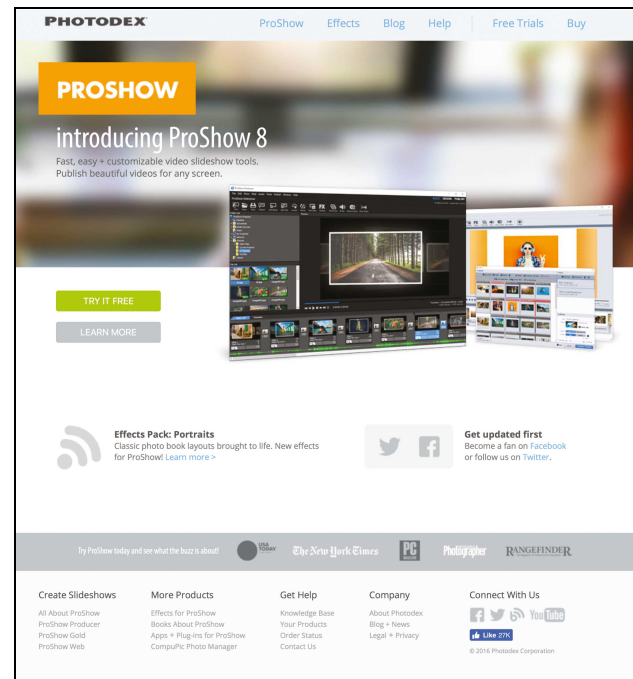 PHOTODEX
ProShow Effects Blog Help Free Trials Buy
PROSHOW
introducing ProShow 8
Fast, easy + customizable video slideshow tools.
Publish beautiful videos for any screen.
TRY IT FREE
LEARN MORE
Effects Pack: Portraits
Classic photo book layouts brought to life. New effects
for ProShow! Learn more >
Get updated first
Become a fan on Facebook
or follow us on Twitter.
Try ProShow today and see what the buzz is about!
USA TODAY
The New York Times
PC
Photographer
RANGEFINDER
Create Slideshows
All About ProShow
ProShow Producer
ProShow Gold
ProShow Web
More Products
Effects for ProShow
Books About ProShow
Apps + Plug-ins for ProShow
CompuPic Photo Manager
Get Help
Knowledge Base
Your Products
Order Status
Contact Us
Company
About Photodex
Blog + News
Legal + Privacy
Connect With Us
You Tube
Like 27K
© 2016 Photodex Corporation